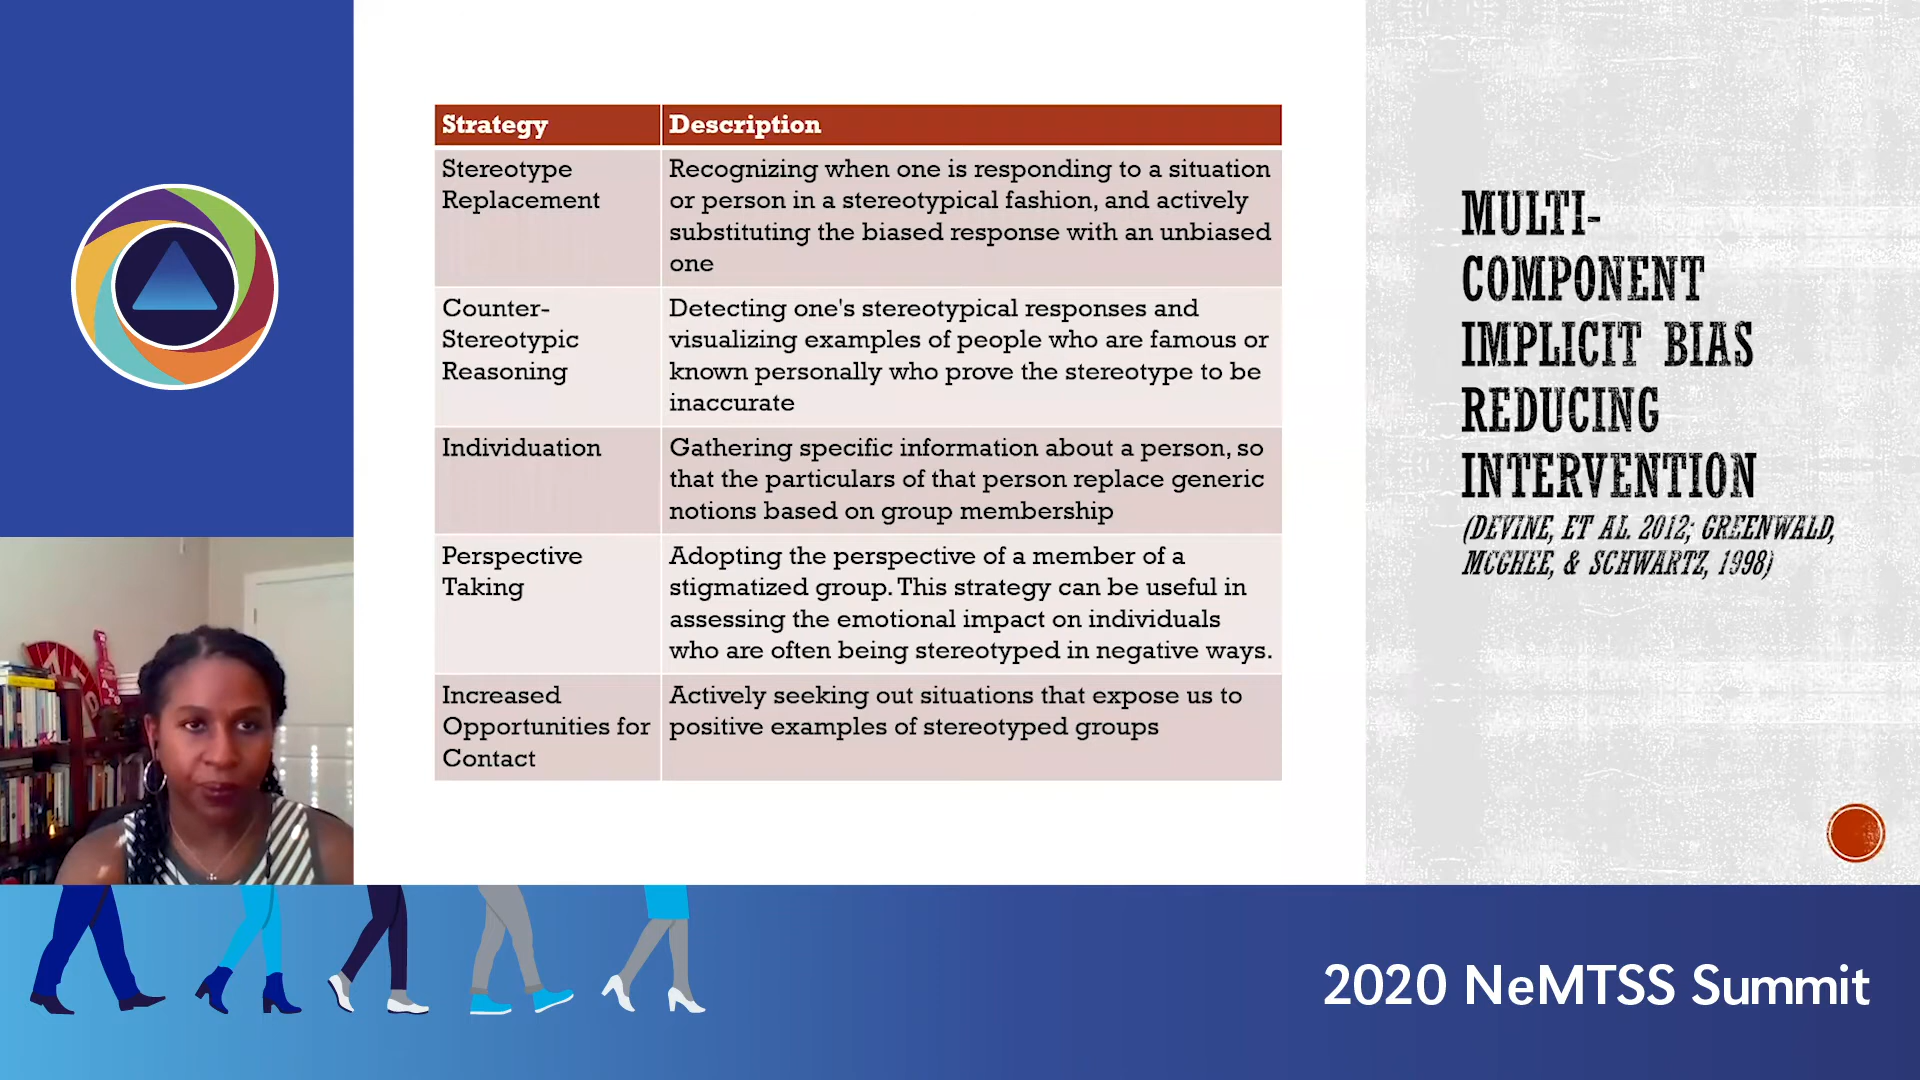 Strategy Description
Stereotype
Replacement
Recognizing when one is responding to a situation
or person in a stereotypical fashion, and actively
substituting the biased response with an unbiased
one
Counter-
Stereotypic
Reasoning
Detecting one's stereotypical responses and
visualizing examples of people who are famous or
known personally who prove the stereotype to be
inaccurate
Individuation
Gathering specific information about a person, so
that the particulars of that person replace generic
notions based on group membership
Perspective
Taking
Adopting the perspective of a member of a
stigmatized group. This strategy can be useful in
assessing the emotional impact on individuals
who are often being stereotyped in negative ways.
Increased
Opportunities for
Contact
Actively seeking out situations that expose us to
positive examples of stereotyped groups
MULTI-
COMPONENT
IMPLICIT BIAS
REDUCING
INTERVENTION
(DEVINE, ET AL. 2012; GREENWALD,
MCGHEE, & SCHWARTZ, 1998)
2020 NeMTSS Summit